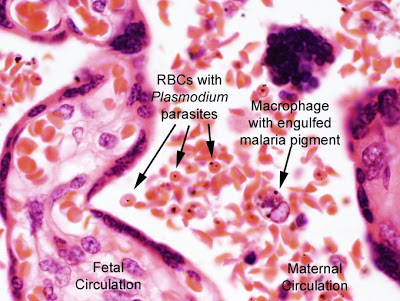 RBCs with
Plasmodium
parasites
Macrophage
with engulfed
malaria pigment
Fetal
Circulation
Maternal
Circulation